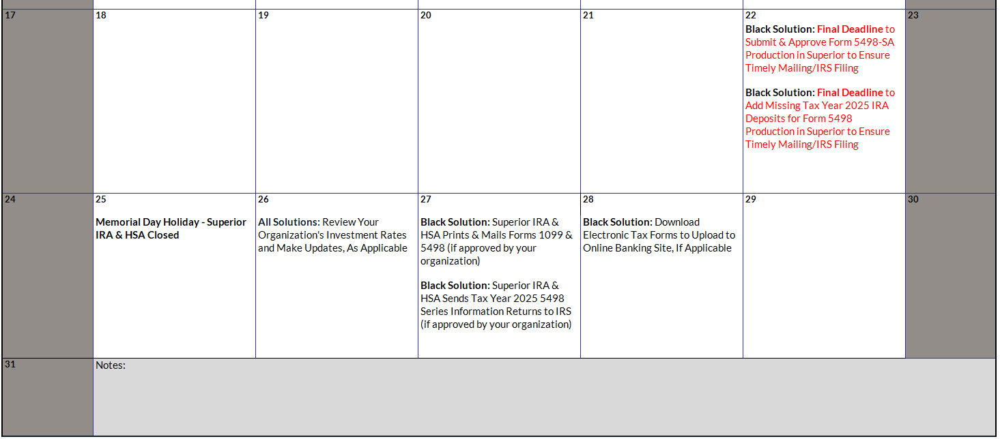 17
18
19
20
21
22
23
Black Solution: Final Deadline to
Submit & Approve Form 5498-SA
Production in Superior to Ensure
Timely Mailing/IRS Filing
Black Solution: Final Deadline to
Add Missing Tax Year 2025 IRA
Deposits for Form 5498
Production in Superior to Ensure
Timely Mailing/IRS Filing
24
25
26
27
28
29
30
Memorial Day Holiday - Superior
IRA & HSA Closed
All Solutions: Review Your
Organization's Investment Rates
and Make Updates, As Applicable
Black Solution: Superior IRA &
HSA Prints & Mails Forms 1099 &
5498 (if approved by your
organization)
Black Solution: Superior IRA &
HSA Sends Tax Year 2025 5498
Series Information Returns to IRS
(if approved by your organization)
Black Solution: Download
Electronic Tax Forms to Upload to
Online Banking Site, If Applicable
31
Notes: